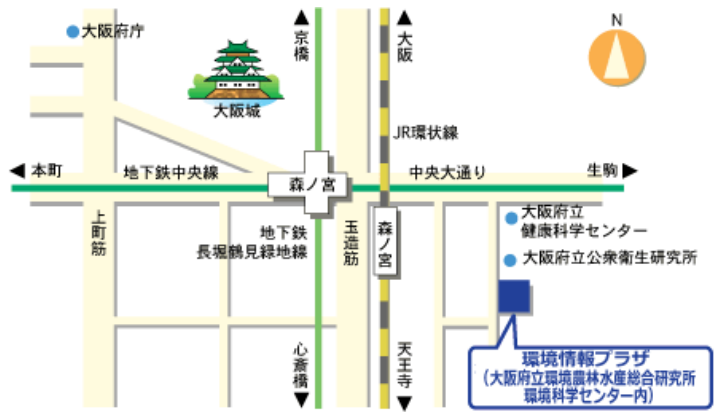 N
大阪府庁
京橋
大阪
大阪城
JR環状線
本町
地下鉄中央線
森ノ宮
中央大通り
生駒
上町筋
地下鉄
長堀鶴見緑地線
玉造筋
森ノ宮
大阪府立
健康科学センター
大阪府立公衆衛生研究所
心斎橋
天王寺
環境情報プラザ
(大阪府立環境農林水産総合研究所
環境科学センター内)